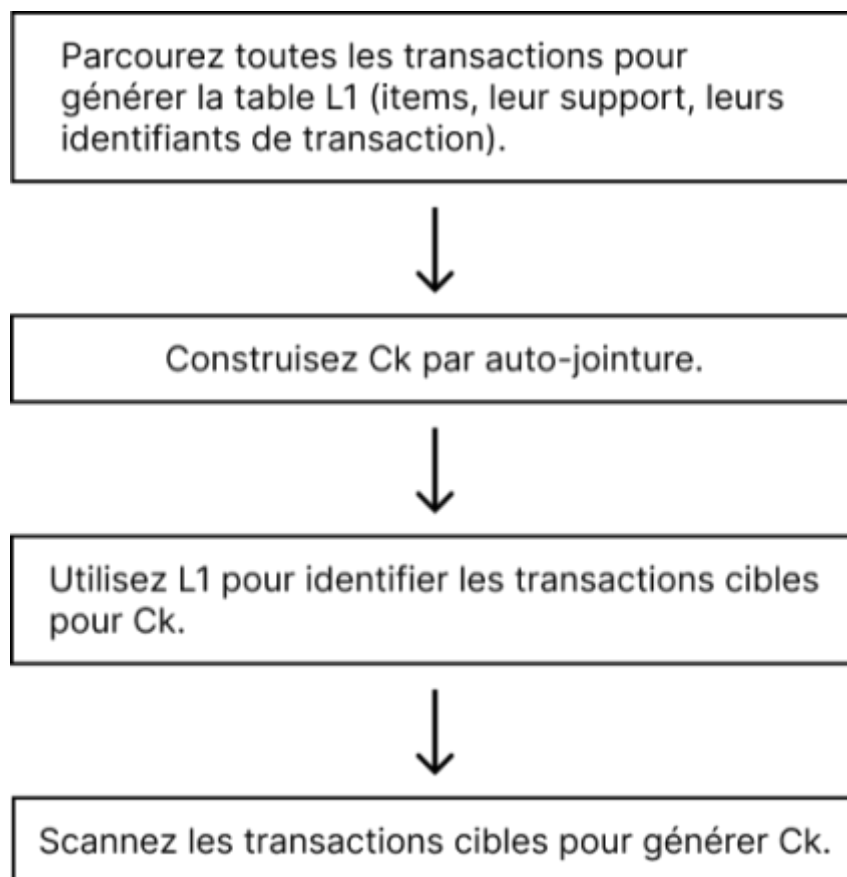 Parcourez toutes les transactions pour
générer la table L1 (items, leur support, leurs
identifiants de transaction).
Construisez Ck par auto-jointure.
Utilisez L1 pour identifier les transactions cibles
pour Ck.
Scannez les transactions cibles pour générer Ck.